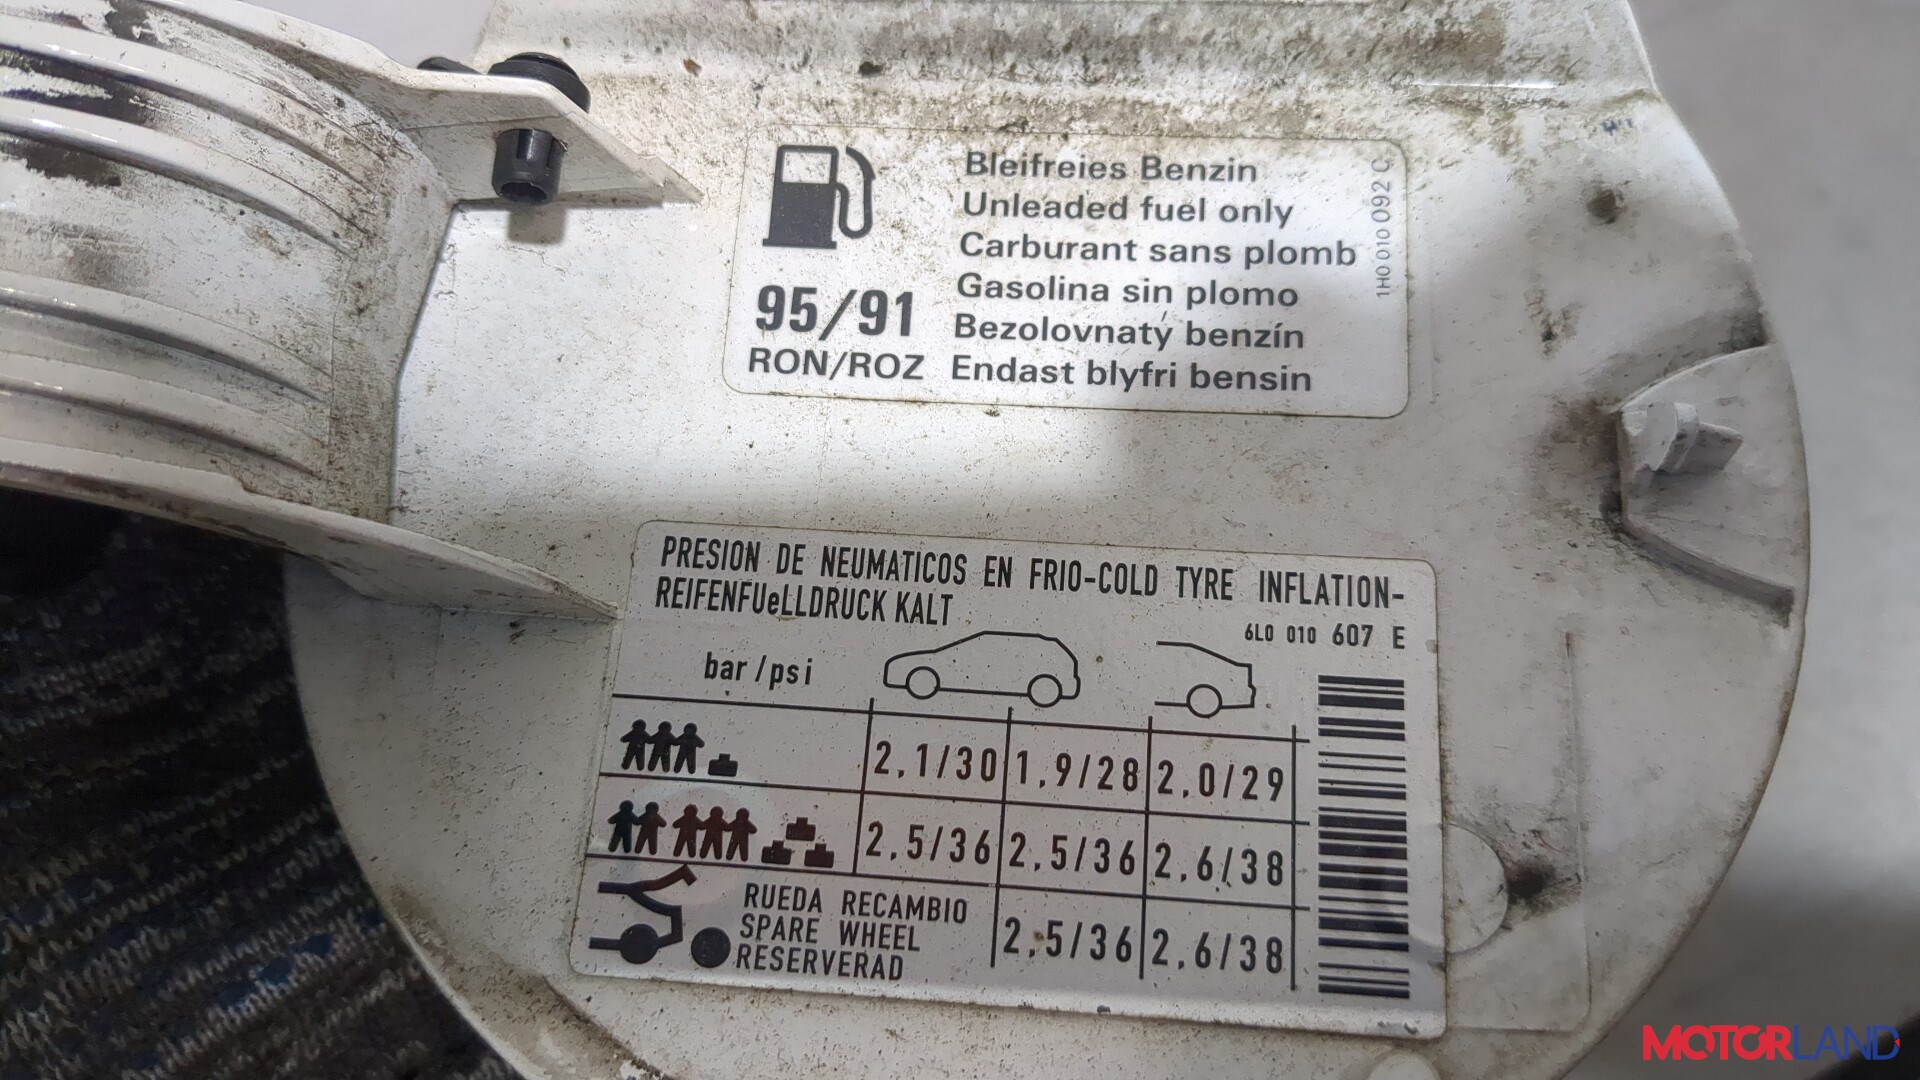 Bleifreies Benzin
Unleaded fuel only
Carburant sans plomb
Gasolina sin plomo
Bezolovnatý benzín
Endast blyfri bensin
95/91
RON/ROZ
1H0 010 092 C
PRESION DE NEUMATICOS EN FRIO-COLD TYRE INFLATION-
REIFENFUeLLDRUCK KALT
6L0 010 607 E
bar/psi
2,1/30 1,9/28 2,0/29
2,5/36 2,5/36 2,6/38
RUEDA RECAMBIO
SPARE WHEEL
RESERVERAD
2,5/36 2,6/38
MOTORLAND